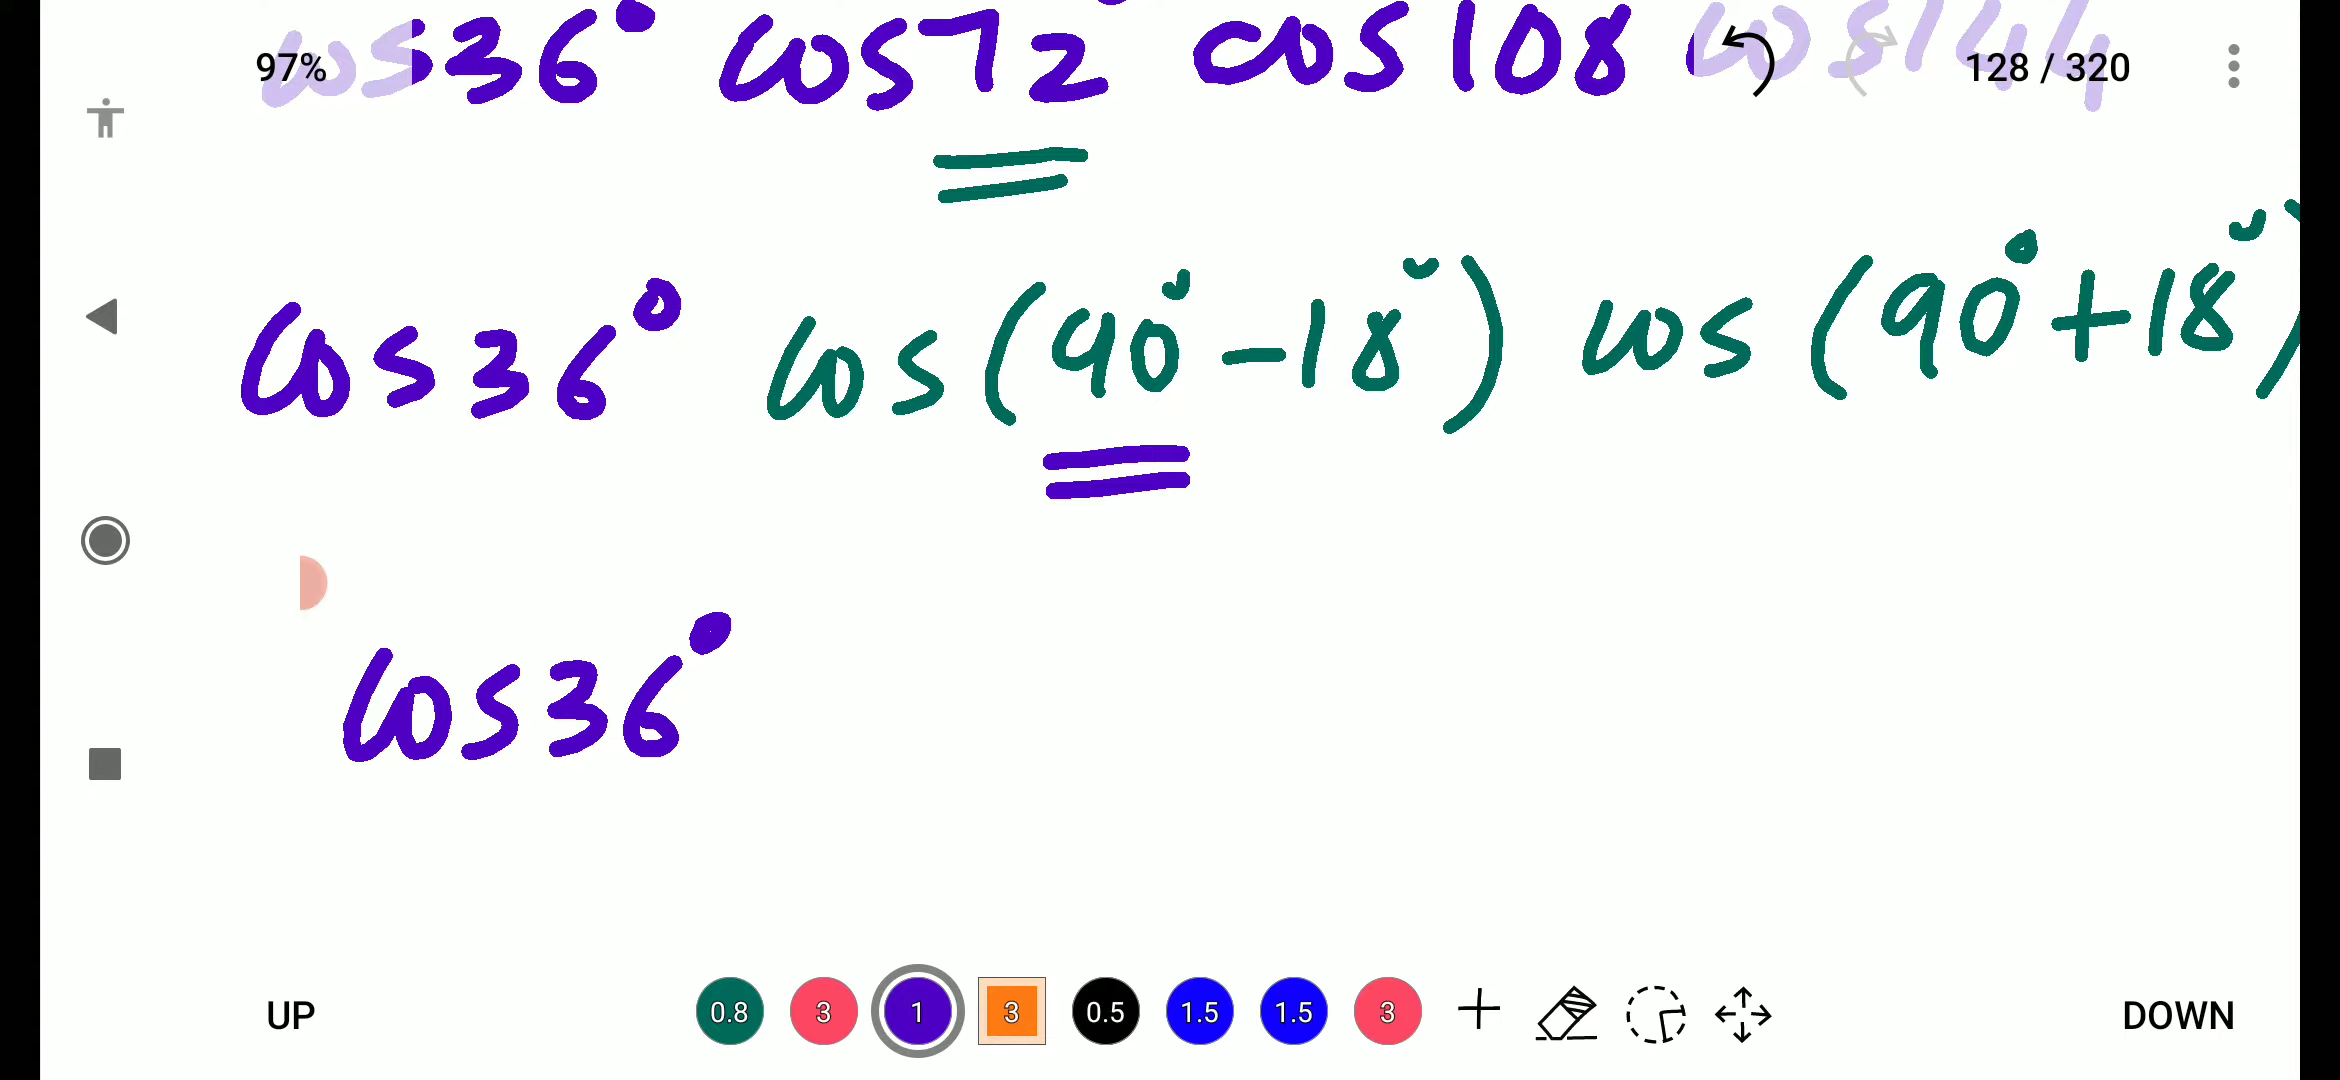 cos36° cos72° cos108 cos144
97%
128 / 320
cos36° cos(90°-18°) cos(90°+18°)
cos36°
UP
0.8 3 1 3 0.5 1.5 1.5 3
DOWN